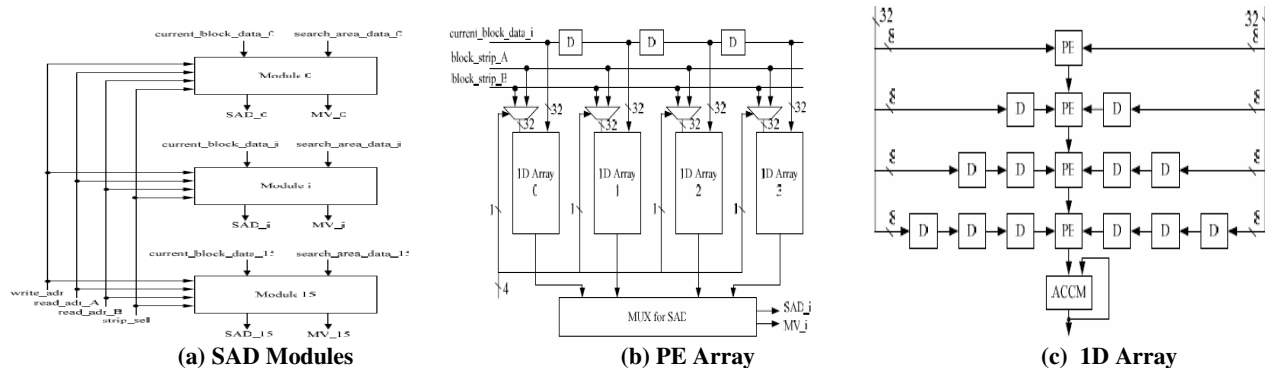 current_block_data_0 search_area_data_0
Module 0
SAD_0 MV_0
current_block_data_i search_area_data_i
Module i
SAD_i MV_i
current_block_data_15 search_area_data_15
Module 15
write_adr
read_adr_A
read_adr_B
strip_sell
SAD_15 MV_15
(a) SAD Modules
current_block_data_i D D D
block_strip_A
block_strip_B
32 32 32 32
32 32 32 32
1D Array 0
1D Array 1
1D Array 2
1D Array 3
1 1 1 1
4
MUX for SAD
SAD_i
MV_i
(b) PE Array
32 32
8 PE 8
8 D PE D 8
8 D D PE D D 8
8 D D D PE D D D 8
ACCM
(c) 1D Array